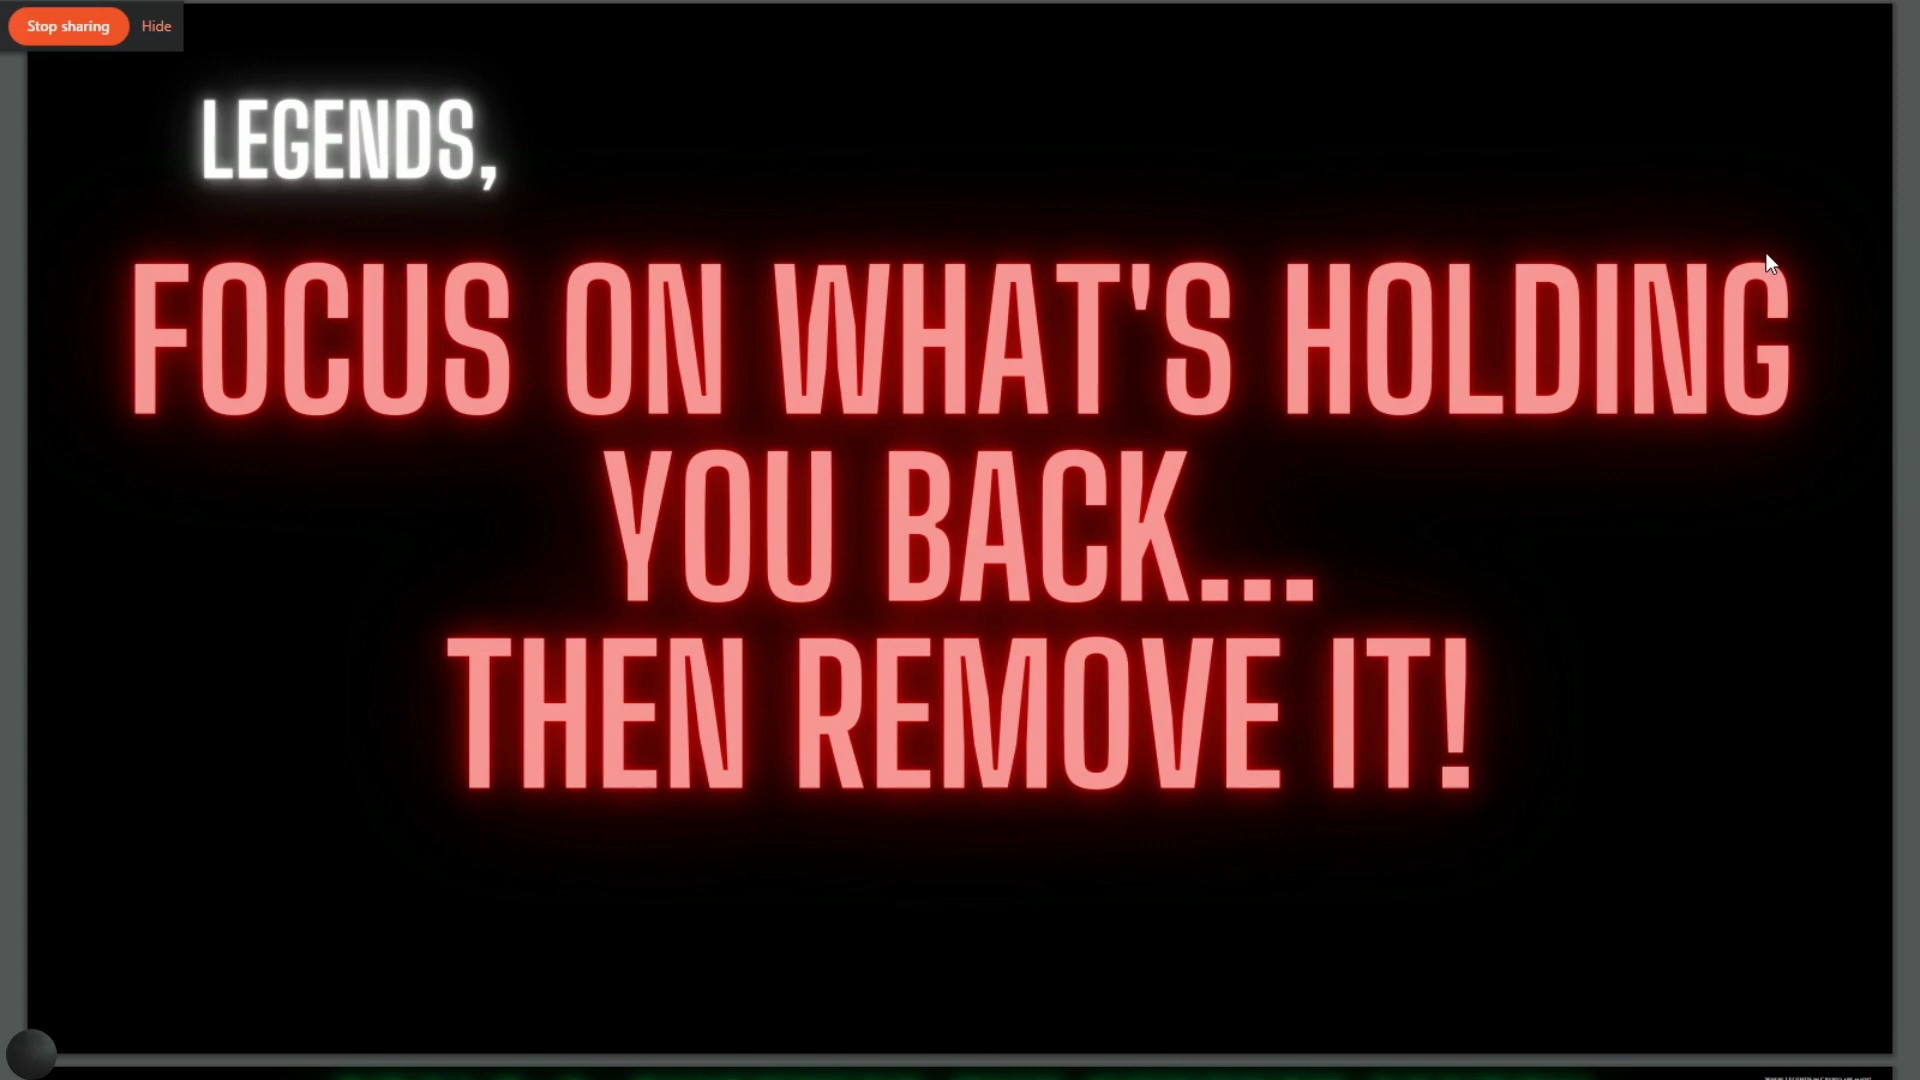 Stop sharing Hide
LEGENDS,
FOCUS ON WHAT'S HOLDING
YOU BACK...
THEN REMOVE IT!